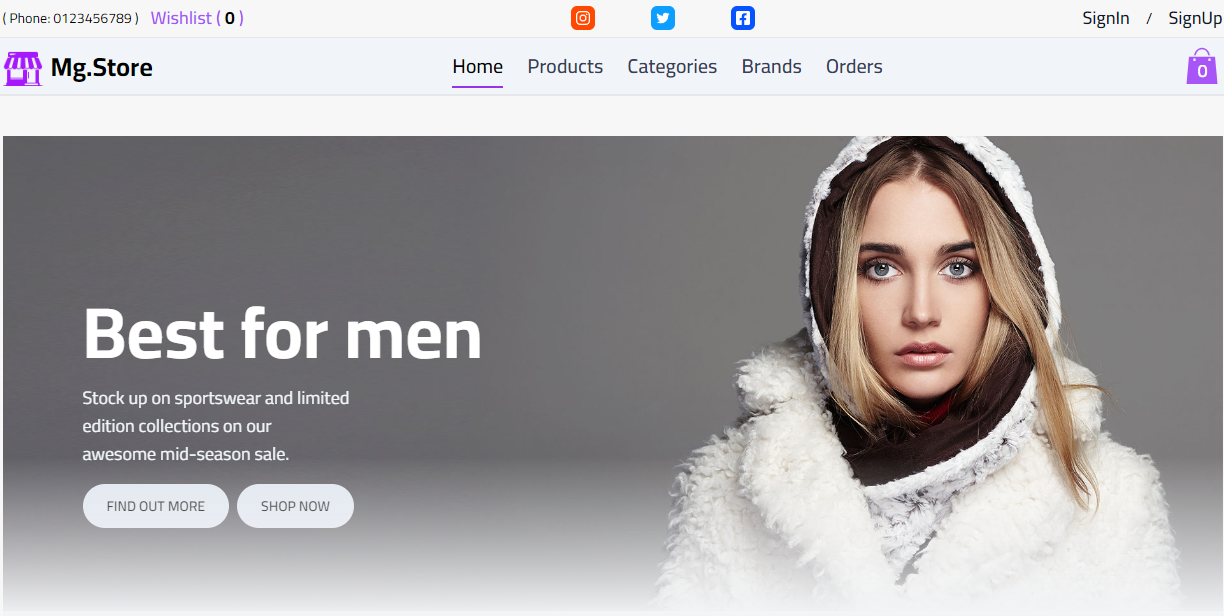 ( Phone: 0123456789 ) Wishlist ( 0 )
SignIn / SignUp
Mg.Store
Home Products Categories Brands Orders
0
Best for men
Stock up on sportswear and limited
edition collections on our
awesome mid-season sale.
FIND OUT MORE SHOP NOW